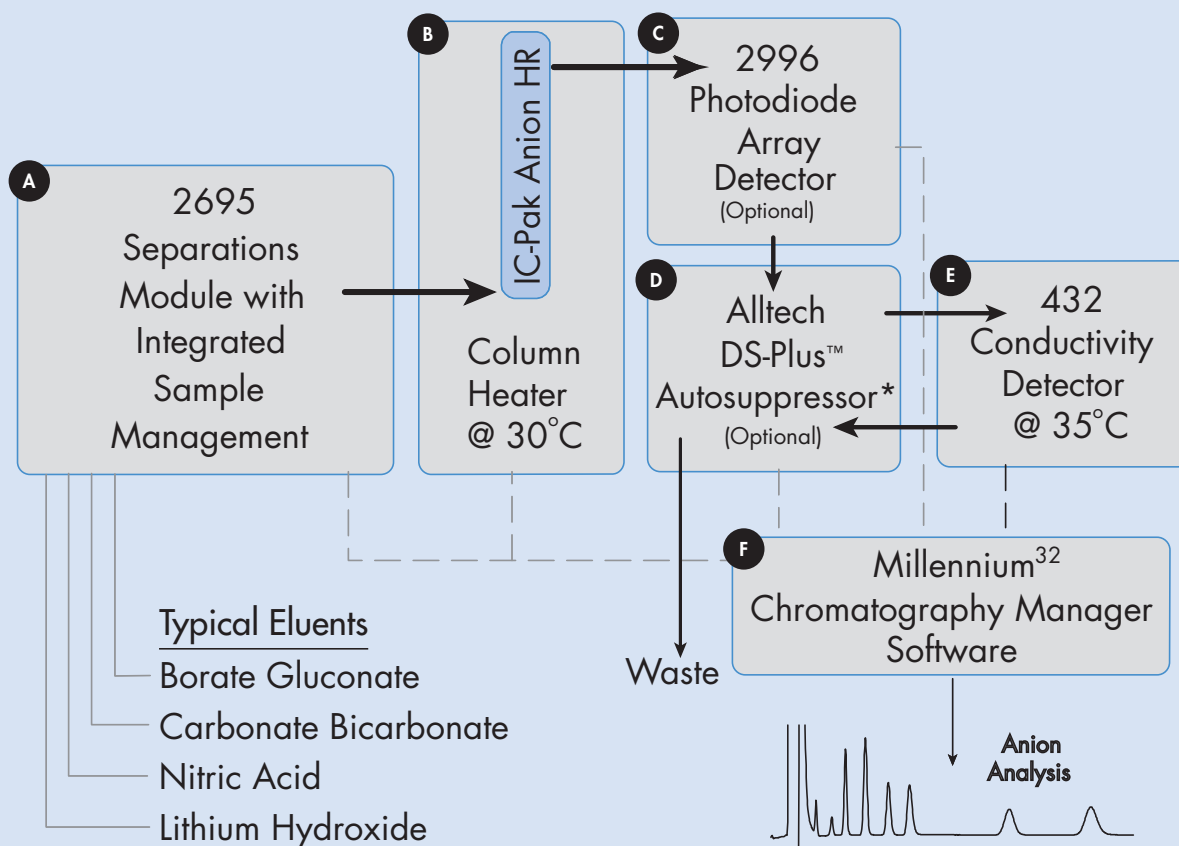 A
2695
Separations
Module with
Integrated
Sample
Management
B
IC-Pak Anion HR
Column
Heater
@ 30°C
C
2996
Photodiode
Array
Detector
(Optional)
D
Alltech
DS-Plus™
Autosuppressor*
(Optional)
E
432
Conductivity
Detector
@ 35°C
F
Millennium³²
Chromatography Manager
Software
Typical Eluents
Borate Gluconate
Carbonate Bicarbonate
Nitric Acid
Lithium Hydroxide
Waste
Anion
Analysis